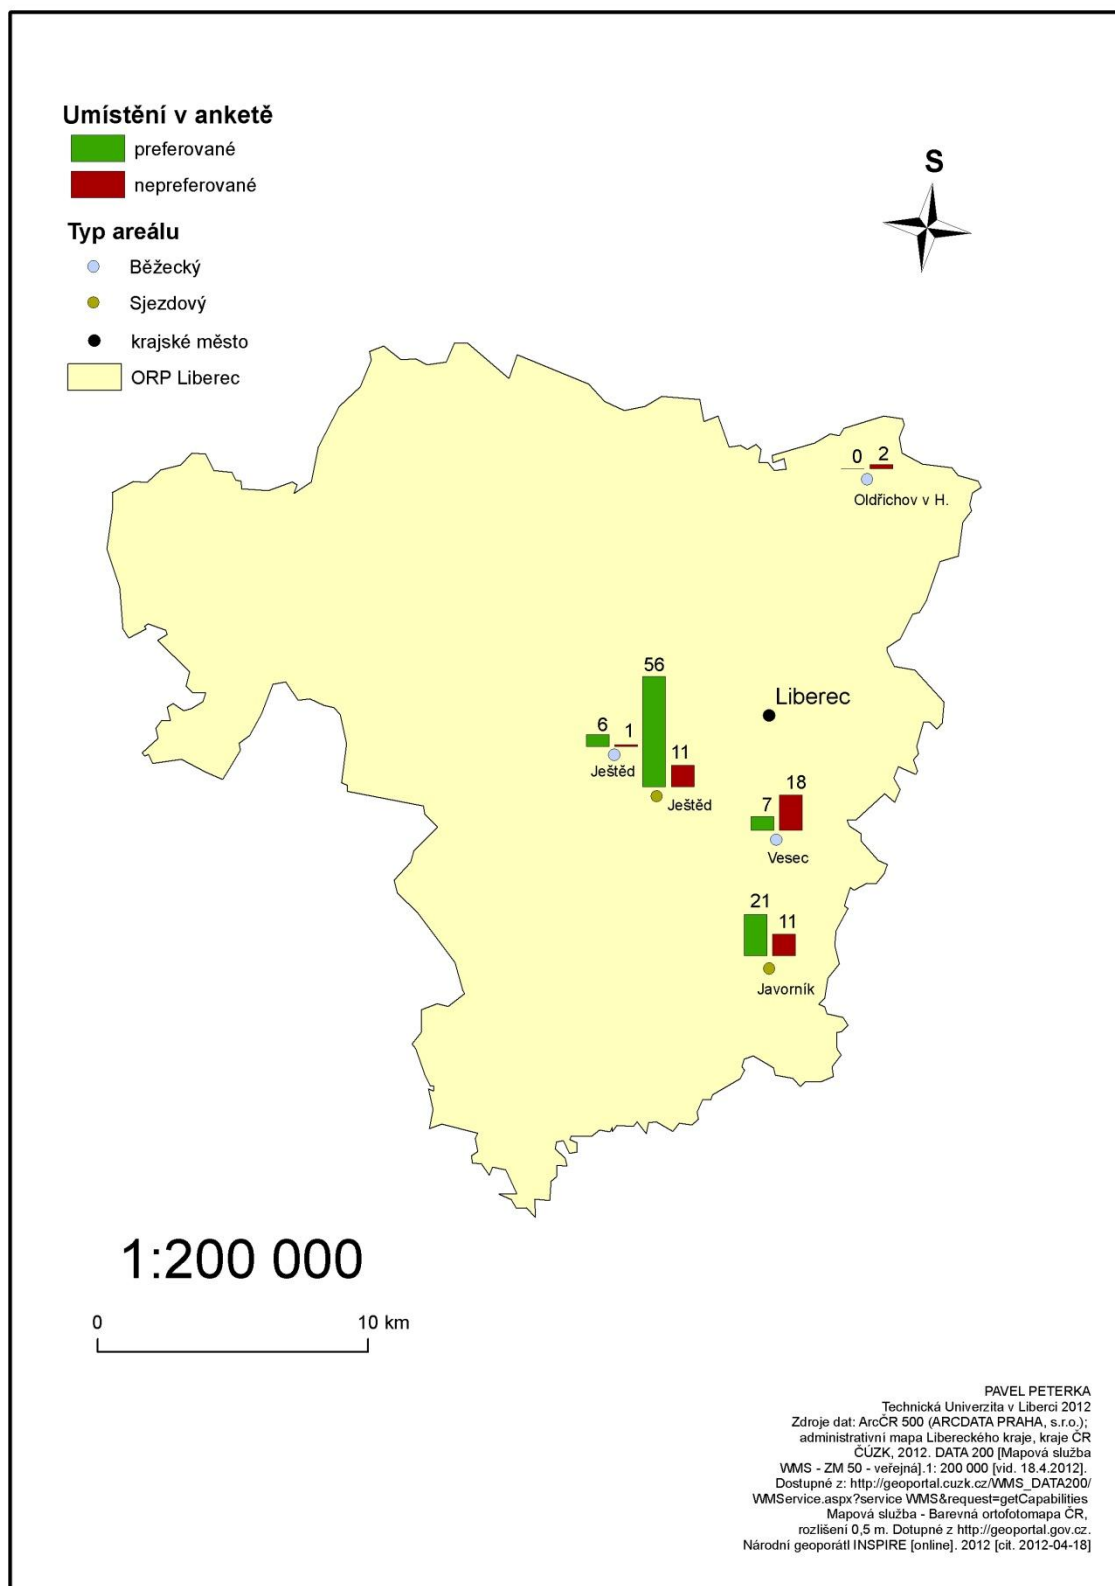 Umístění v anketě
preferované
nepreferované
Typ areálu
Běžecký
Sjezdový
krajské město
ORP Liberec
S
0 2
Oldřichov v H.
56
Liberec
6 1
11
Ještěd
Ještěd
7 18
Vesec
21 11
Javorník
1:200 000
0 10 km
PAVEL PETERKA
Technická Univerzita v Liberci 2012
Zdroje dat: ArcČR 500 (ARCDATA PRAHA, s.r.o.);
administrativní mapa Libereckého kraje, kraje ČR
ČÚZK, 2012. DATA 200 [Mapová služba
WMS - ZM 50 - veřejná].1: 200 000 [vid. 18.4.2012].
Dostupné z: http://geoportal.cuzk.cz/WMS_DATA200/
WMService.aspx?service WMS&request=getCapabilities
Mapová služba - Barevná ortofotomapa ČR,
rozlišení 0,5 m. Dotupné z http://geoportal.gov.cz.
Národní geoporátl INSPIRE [online]. 2012 [cit. 2012-04-18]